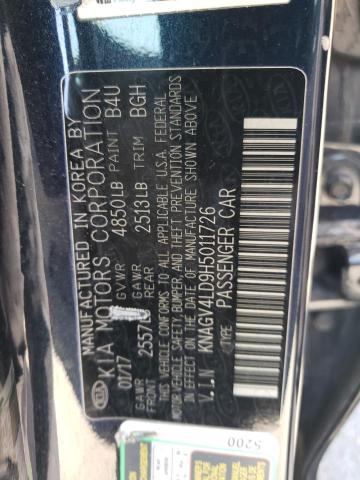 MANUFACTURED IN KOREA BY
KIA MOTORS CORPORATION
01/17 GVWR 4850LB PAINT B4U
GAWR FRONT 2557LB GAWR REAR 2513LB TRIM BGH
THIS VEHICLE CONFORMS TO ALL APPLICABLE U.S.A. FEDERAL
MOTOR VEHICLE SAFETY, BUMPER, AND THEFT PREVENTION STANDARDS
IN EFFECT ON THE DATE OF MANUFACTURE SHOWN ABOVE
V.I.N KNAGV4LD9H5011726
TYPE: PASSENGER CAR
5200